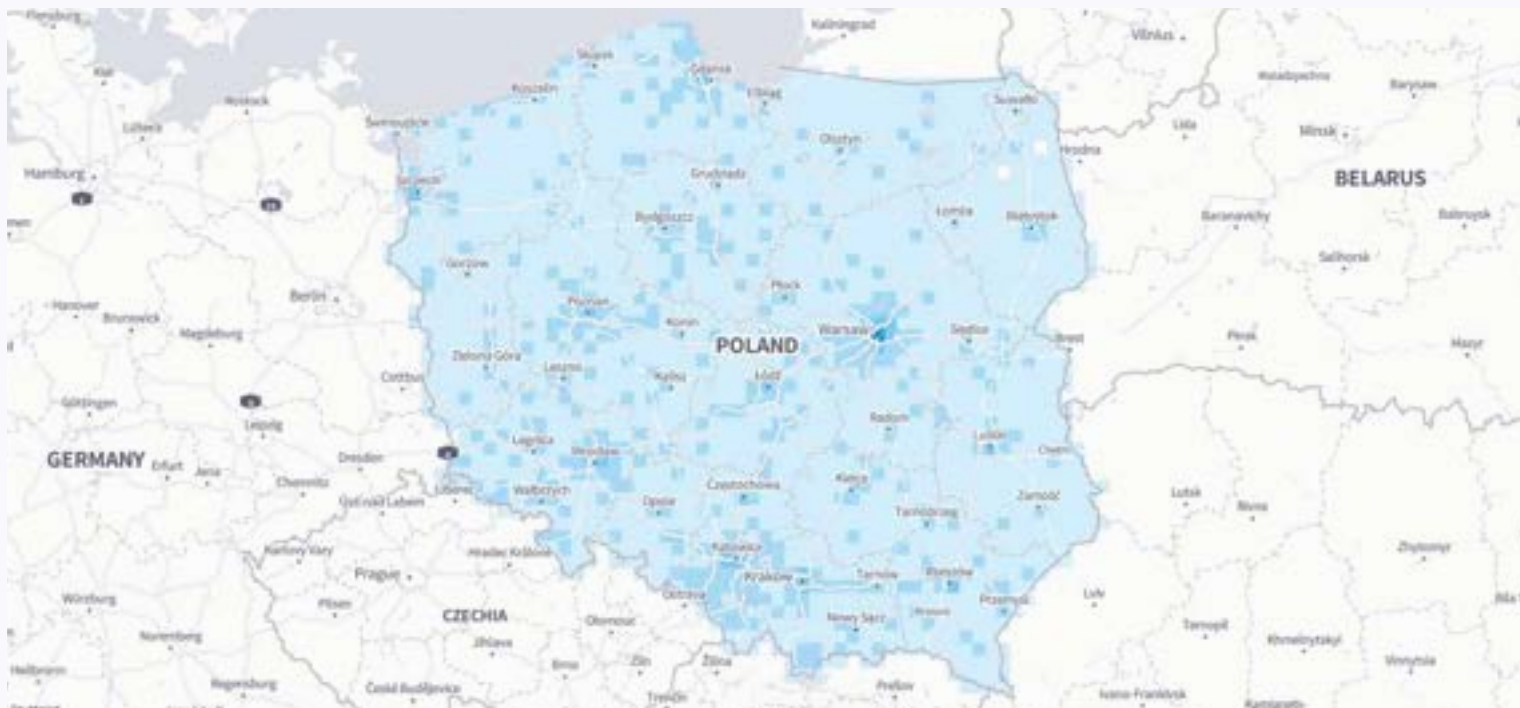 Flensburg
Kaliningrad
Vilnius
Kiel
Słupsk
Gdańsk
Maladzyechna
Barysaw
Rostock
Koszalin
Elbląg
Suwałki
Lübeck
Świnoujście
Olsztyn
Lida
Minsk
Hrodna
Hamburg
Szczecin
Grudziądz
BELARUS
Bydgoszcz
Łomża
Białystok
Baranavichy
Babruysk
Salihorsk
Gorzów
Hanover
Berlin
Płock
Brunswick
Poznań
Konin
Warsaw
Siedlce
Magdeburg
POLAND
Brest
Pinsk
Mazyr
Zielona Góra
Cottbus
Leszno
Kalisz
Łódź
Göttingen
Leipzig
Radom
Legnica
Lublin
Chełm
GERMANY
Erfurt
Jena
Dresden
Wrocław
Chemnitz
Liberec
Wałbrzych
Częstochowa
Kielce
Zamość
Ústí nad Labem
Opole
Tarnobrzeg
Lutsk
Rivne
Karlovy Vary
Hradec Králové
Katowice
Zhytomyr
Prague
Kraków
Tarnów
Rzeszów
Würzburg
Pilsen
Ostrava
Przemyśl
Lviv
CZECHIA
Olomouc
Nowy Sącz
Krosno
Nuremberg
Jihlava
Ternopil
Khmelnytskyi
Heilbronn
Brno
Zlín
Žilina
Vinnytsia
Regensburg
České Budějovice
Trenčín
Prešov
Ivano-Frankivsk